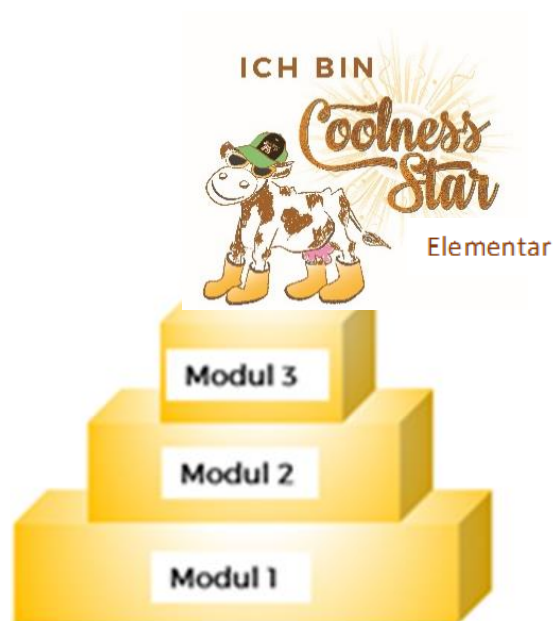 ICH BIN
Coolness
Star
Elementar
Modul 3
Modul 2
Modul 1